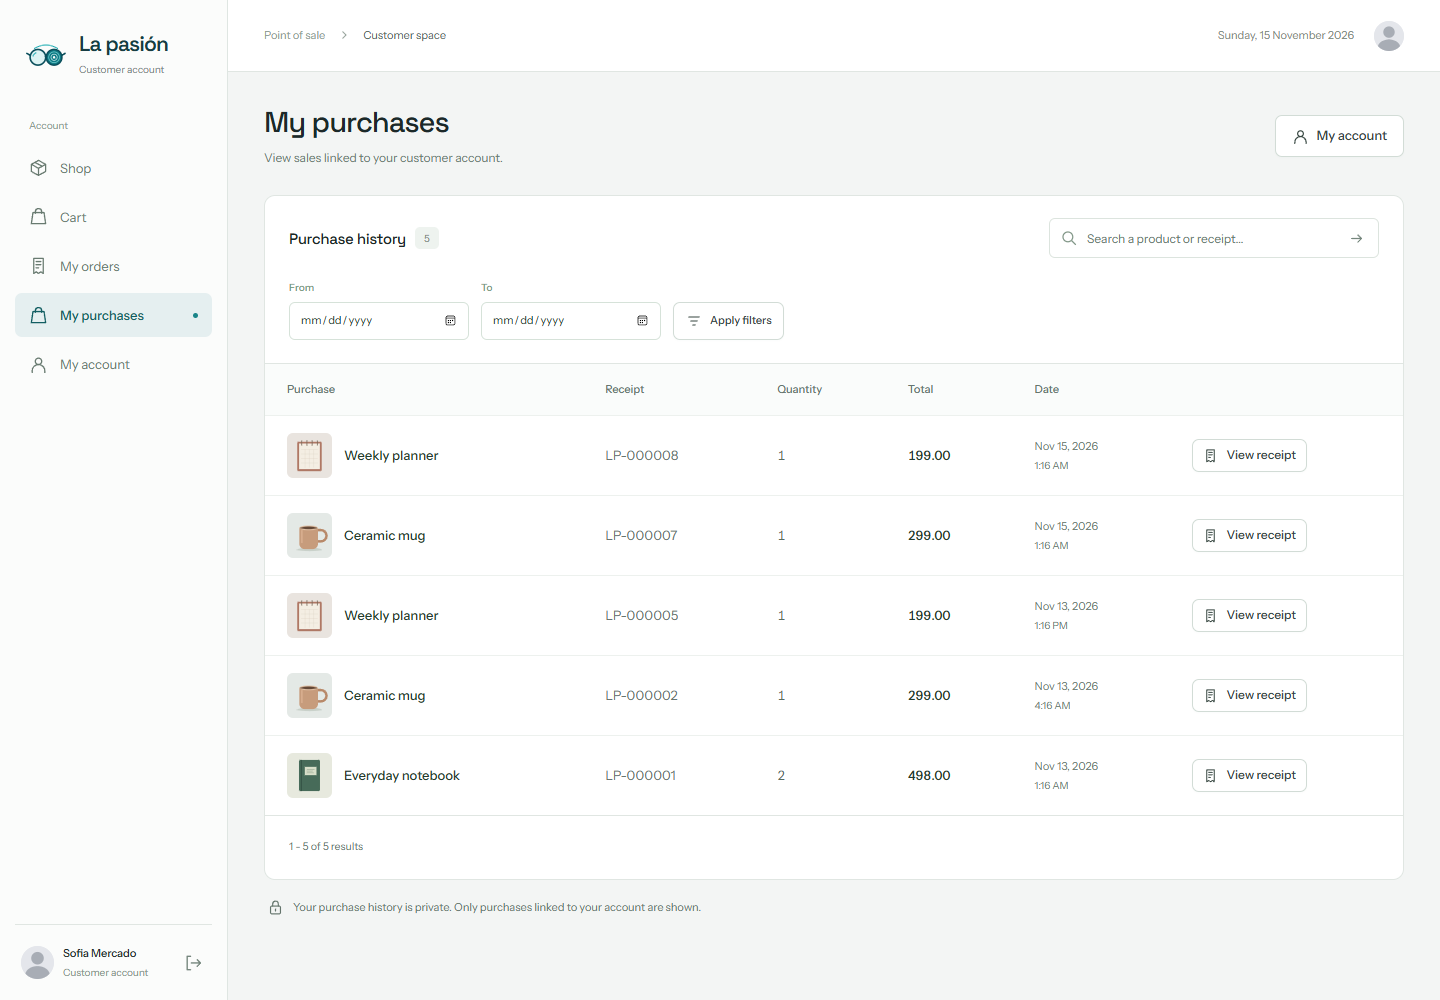 La pasión
Customer account
Account
Shop
Cart
My orders
My purchases
My account
Sofia Mercado
Customer account
Point of sale
Customer space
Sunday, 15 November 2026
My purchases
View sales linked to your customer account.
My account
Purchase history
5
Search a product or receipt...
From
To
mm/dd/yyyy
mm/dd/yyyy
Apply filters
Purchase Receipt Quantity Total Date
Weekly planner LP-000008 1 199.00 Nov 15, 2026 View receipt
1:16 AM
Ceramic mug LP-000007 1 299.00 Nov 15, 2026 View receipt
1:16 AM
Weekly planner LP-000005 1 199.00 Nov 13, 2026 View receipt
1:16 PM
Ceramic mug LP-000002 1 299.00 Nov 13, 2026 View receipt
4:16 AM
Everyday notebook LP-000001 2 498.00 Nov 13, 2026 View receipt
1:16 AM
1 - 5 of 5 results
Your purchase history is private. Only purchases linked to your account are shown.